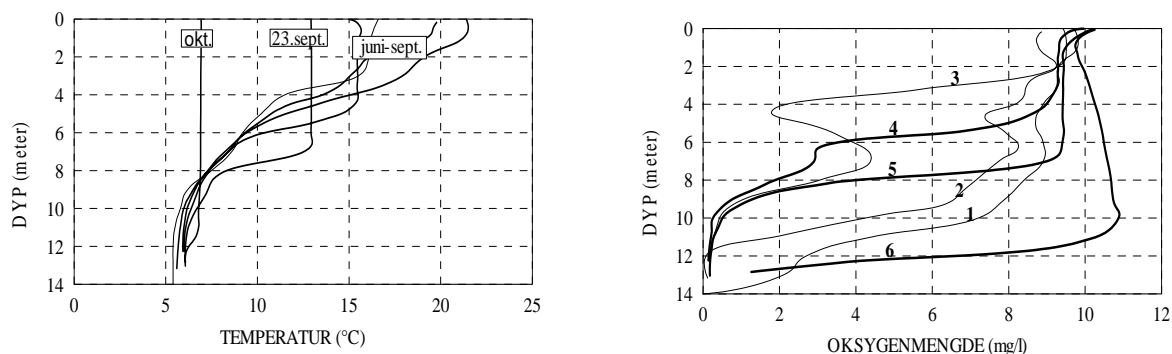 0
2
4
6
8
10
12
14
0 5 10 15 20 25
DYP (meter)
TEMPERATUR (°C)
okt.
23.sept.
juni-sept.
0
2
4
6
8
10
12
14
0 2 4 6 8 10 12
DYP (meter)
OKSYGENMENGDE (mg/l)
3
4
5
2
1
6